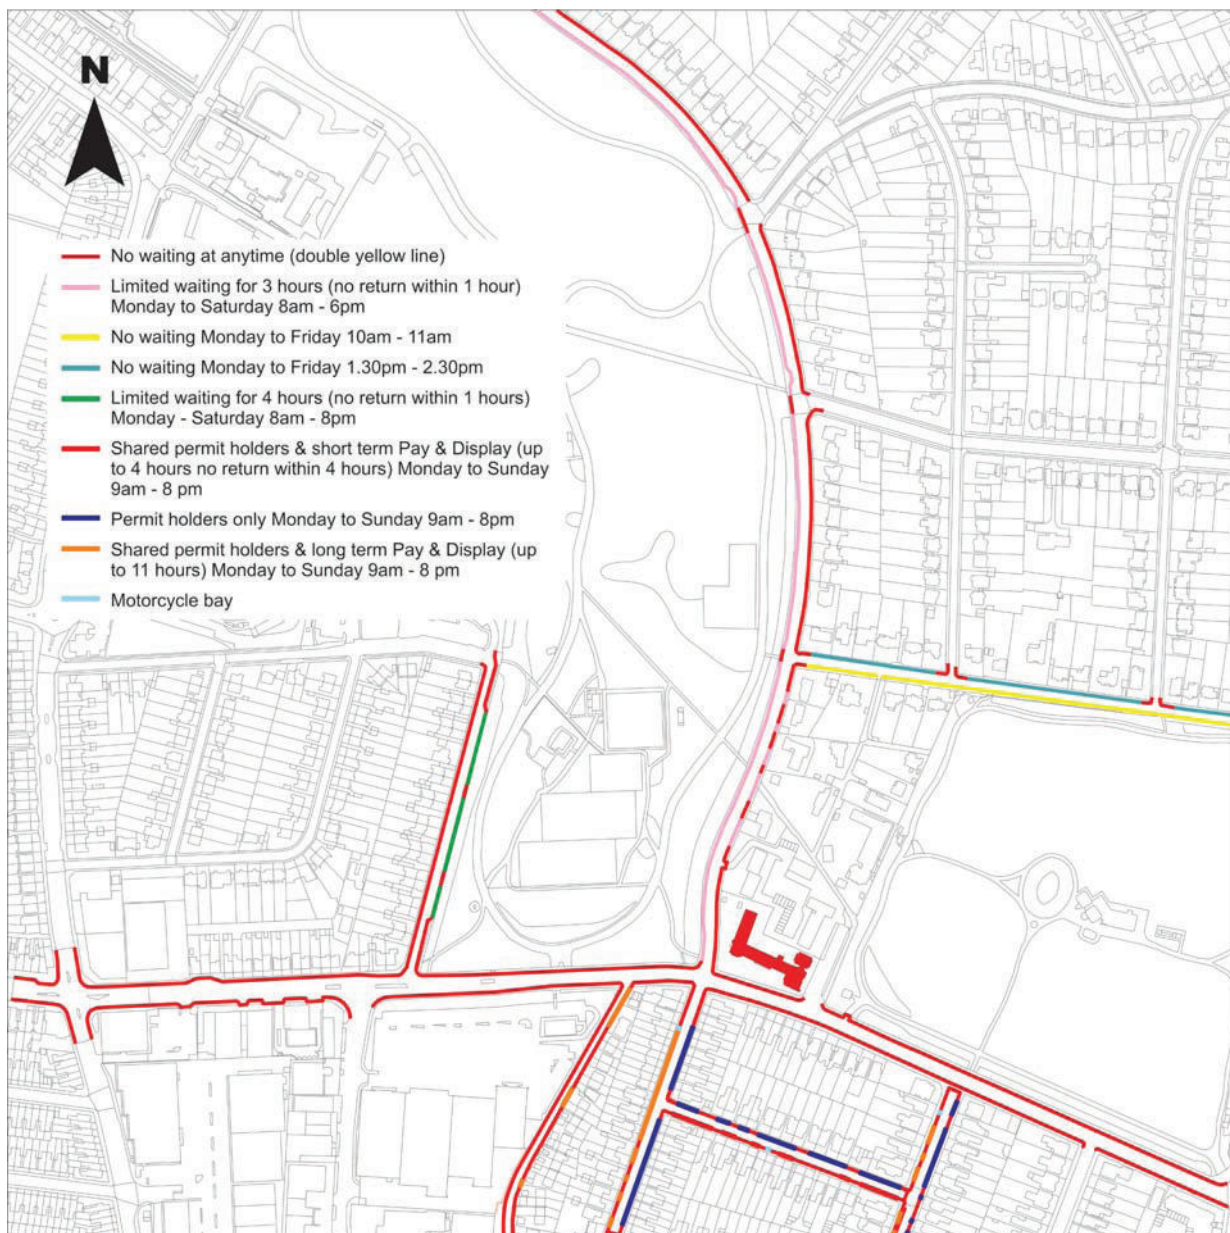 N
No waiting at anytime (double yellow line)
Limited waiting for 3 hours (no return within 1 hour)
Monday to Saturday 8am - 6pm
No waiting Monday to Friday 10am - 11am
No waiting Monday to Friday 1.30pm - 2.30pm
Limited waiting for 4 hours (no return within 1 hours)
Monday - Saturday 8am - 8pm
Shared permit holders & short term Pay & Display (up
to 4 hours no return within 4 hours) Monday to Sunday
9am - 8 pm
Permit holders only Monday to Sunday 9am - 8pm
Shared permit holders & long term Pay & Display (up
to 11 hours) Monday to Sunday 9am - 8 pm
Motorcycle bay